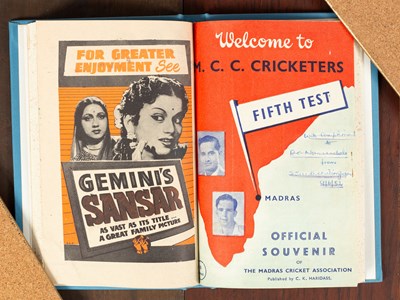 FOR GREATER
ENJOYMENT See
GEMINI'S
SANSAR
AS VAST AS ITS TITLE
A GREAT FAMILY PICTURE
Welcome to
M. C. C. CRICKETERS
FIFTH TEST
MADRAS
OFFICIAL
SOUVENIR
OF
THE MADRAS CRICKET ASSOCIATION
Published by C. K. HARIDASS.